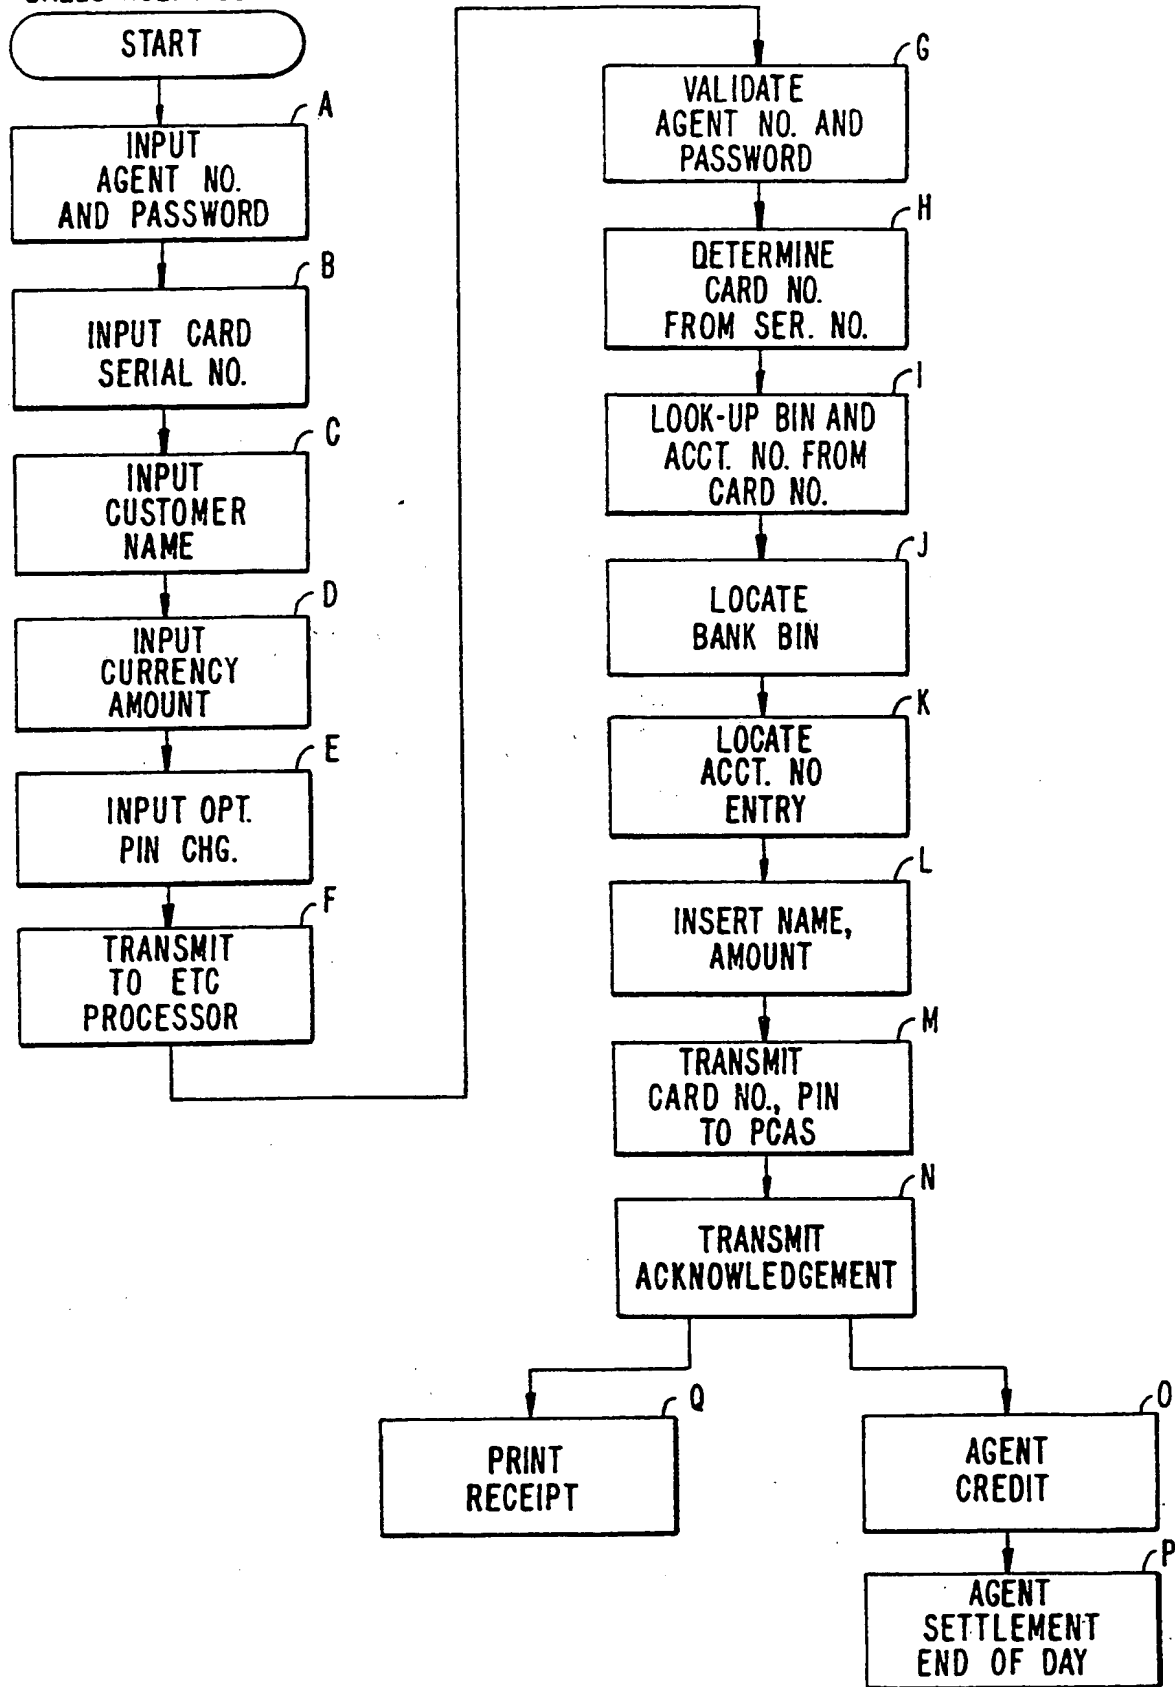 START
A
INPUT
AGENT NO.
AND PASSWORD
B
INPUT CARD
SERIAL NO.
C
INPUT
CUSTOMER
NAME
D
INPUT
CURRENCY
AMOUNT
E
INPUT OPT.
PIN CHG.
F
TRANSMIT
TO ETC
PROCESSOR
G
VALIDATE
AGENT NO. AND
PASSWORD
H
DETERMINE
CARD NO.
FROM SER. NO.
I
LOOK-UP BIN AND
ACCT. NO. FROM
CARD NO.
J
LOCATE
BANK BIN
K
LOCATE
ACCT. NO
ENTRY
L
INSERT NAME,
AMOUNT
M
TRANSMIT
CARD NO., PIN
TO PCAS
N
TRANSMIT
ACKNOWLEDGEMENT
Q
PRINT
RECEIPT
O
AGENT
CREDIT
P
AGENT
SETTLEMENT
END OF DAY